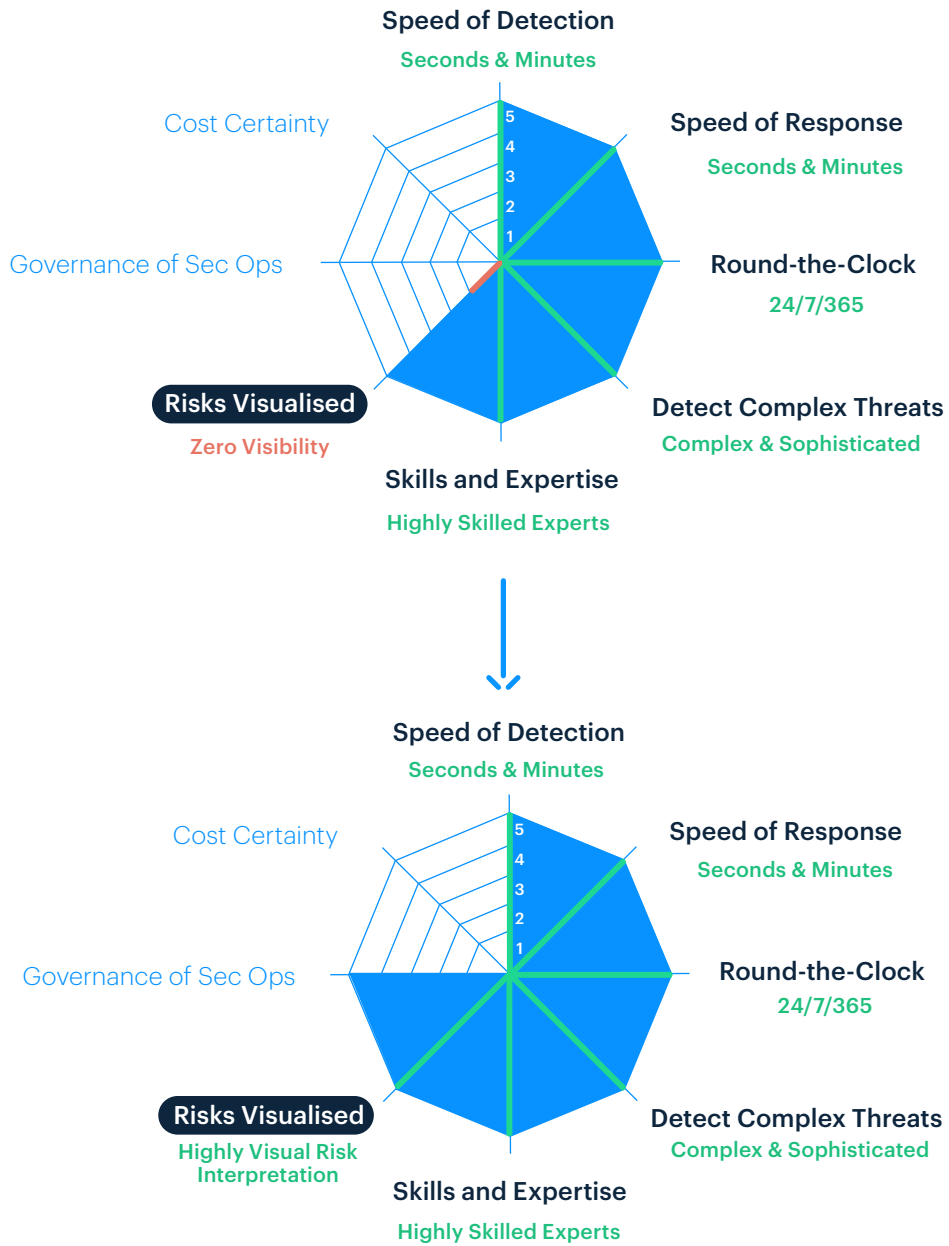 Speed of Detection
Seconds & Minutes
Cost Certainty
Speed of Response
Seconds & Minutes
5
4
3
2
1
Governance of Sec Ops
Round-the-Clock
24/7/365
Risks Visualised
Zero Visibility
Detect Complex Threats
Complex & Sophisticated
Skills and Expertise
Highly Skilled Experts
Speed of Detection
Seconds & Minutes
Cost Certainty
Speed of Response
Seconds & Minutes
5
4
3
2
1
Governance of Sec Ops
Round-the-Clock
24/7/365
Risks Visualised
Highly Visual Risk
Interpretation
Detect Complex Threats
Complex & Sophisticated
Skills and Expertise
Highly Skilled Experts